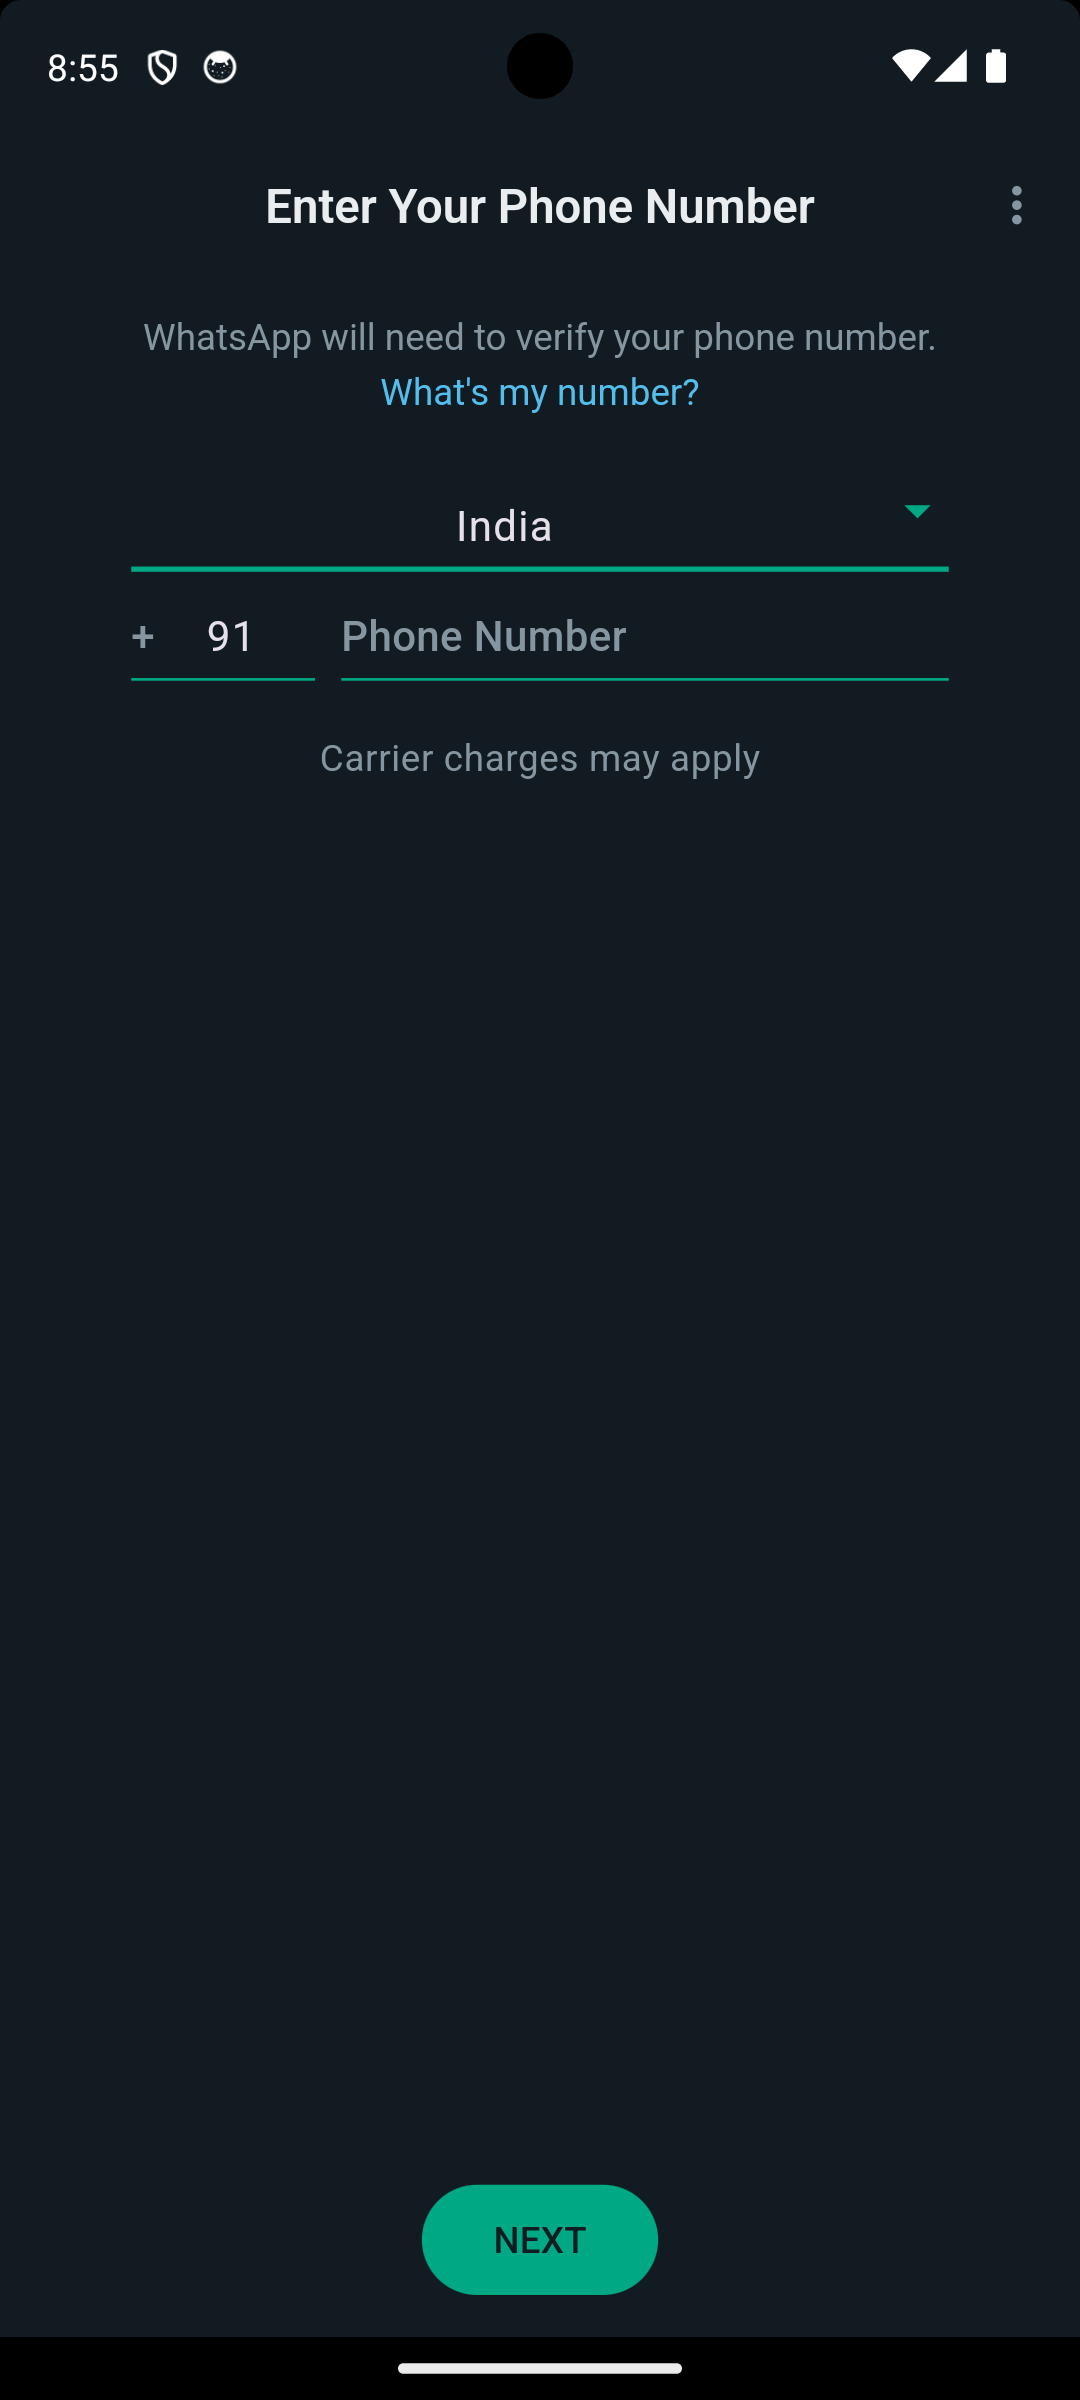 8:55
Enter Your Phone Number
WhatsApp will need to verify your phone number.
What's my number?
India
+ 91 Phone Number
Carrier charges may apply
NEXT